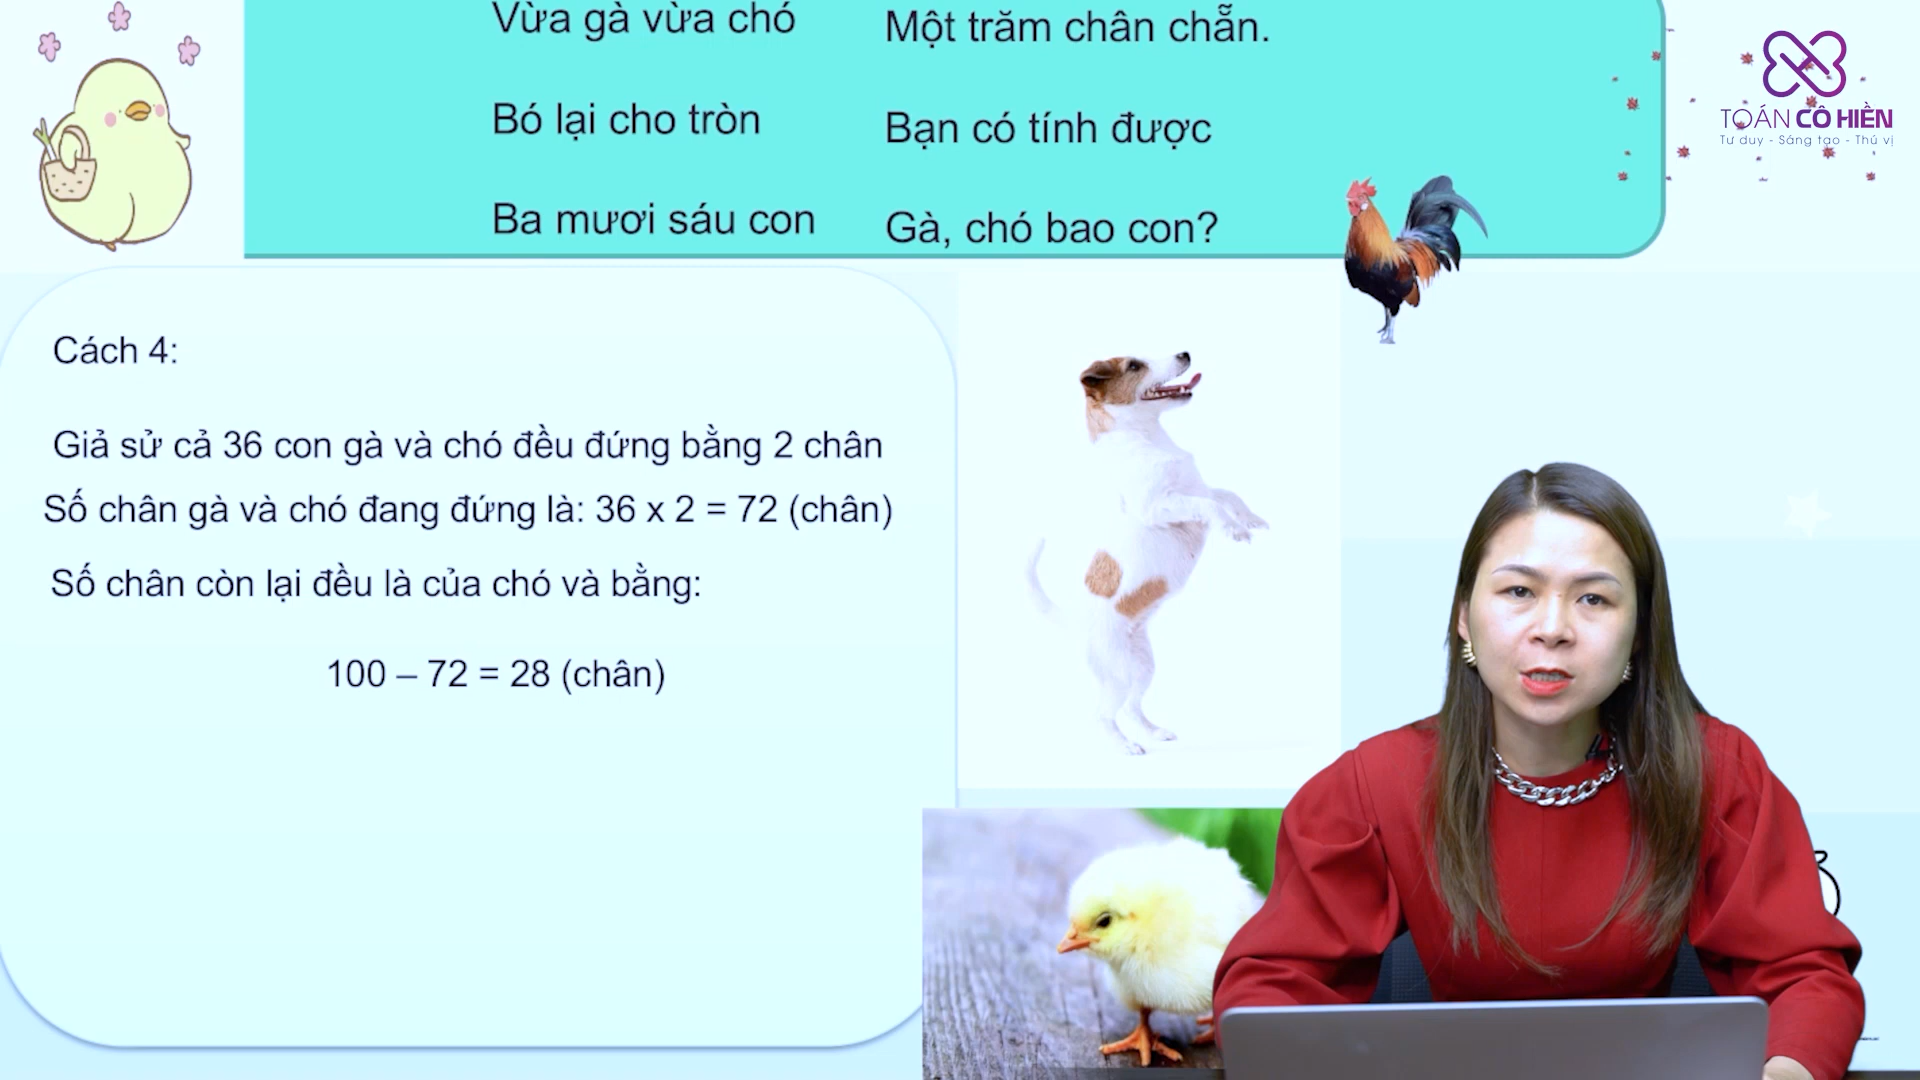 Vừa gà vừa chó
Bó lại cho tròn
Ba mươi sáu con
Một trăm chân chẵn.
Bạn có tính được
Gà, chó bao con?
TOÁN CÔ HIỀN
Tư duy - Sáng tạo - Thú vị
Cách 4:
Giả sử cả 36 con gà và chó đều đứng bằng 2 chân
Số chân gà và chó đang đứng là: 36 x 2 = 72 (chân)
Số chân còn lại đều là của chó và bằng:
100 – 72 = 28 (chân)